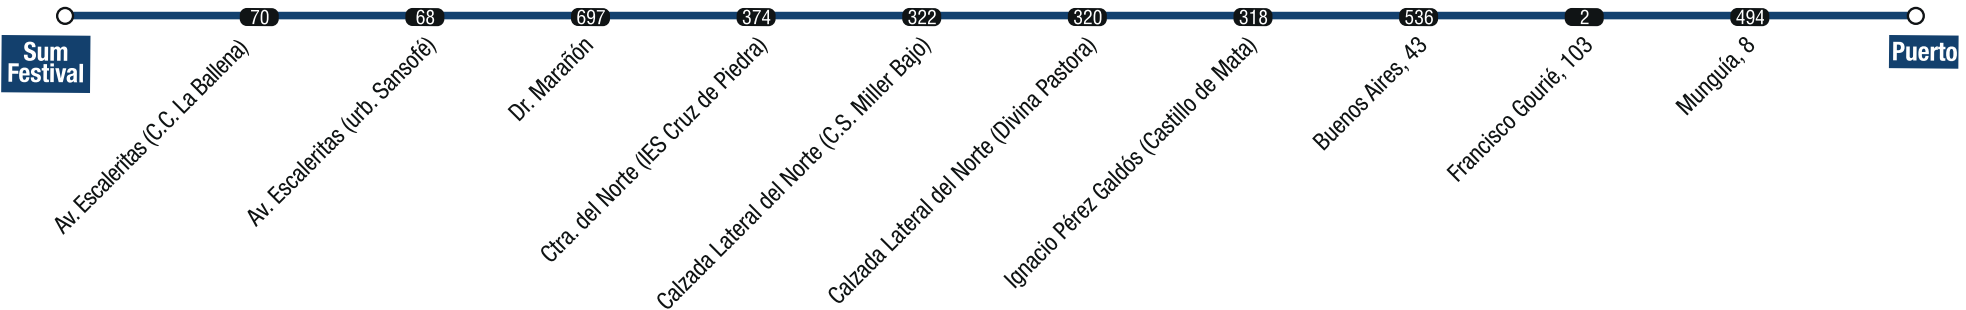 70
68
697
374
322
320
318
536
2
494
Sum
Festival
Av. Escaleritas (C.C. La Ballena)
Av. Escaleritas (urb. Sansofé)
Dr. Marañón
Ctra. del Norte (IES Cruz de Piedra)
Calzada Lateral del Norte (C.S. Miller Bajo)
Calzada Lateral del Norte (Divina Pastora)
Ignacio Pérez Galdós (Castillo de Mata)
Buenos Aires, 43
Francisco Gourié, 103
Munguía, 8
Puerto